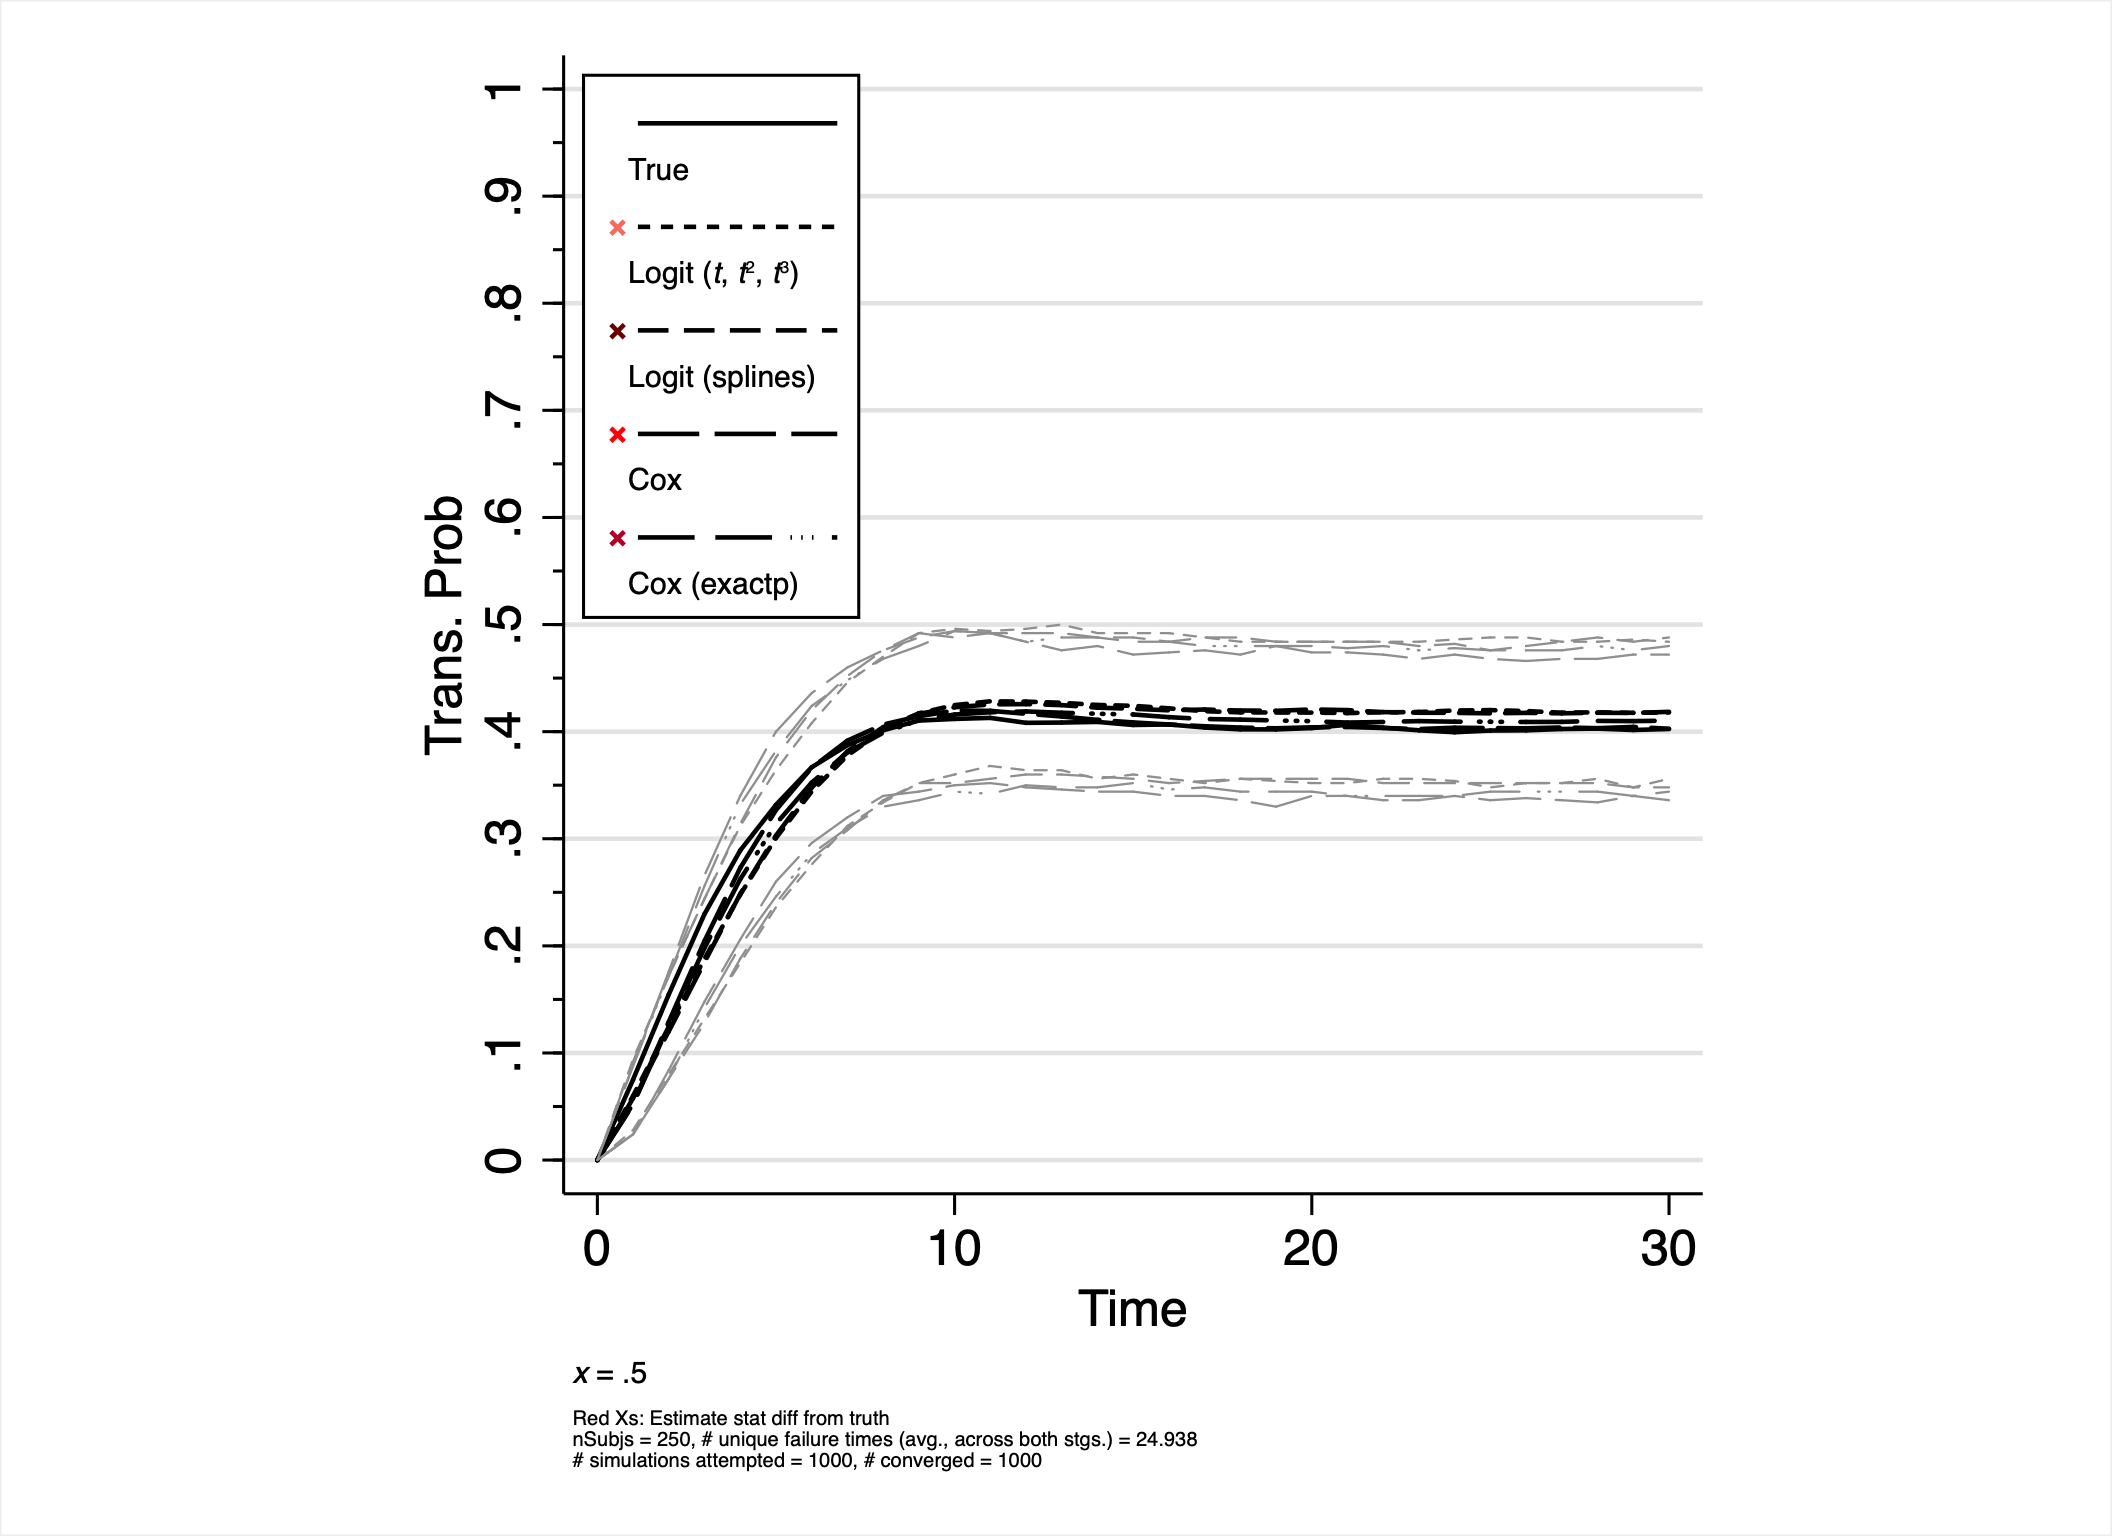 1
.9
.8
.7
.6
.5
.4
.3
.2
.1
0
Trans. Prob
True
Logit (t, t², t³)
Logit (splines)
Cox
Cox (exactp)
0 10 20 30
Time
x = .5
Red Xs: Estimate stat diff from truth
nSubjs = 250, # unique failure times (avg., across both stgs.) = 24.938
# simulations attempted = 1000, # converged = 1000